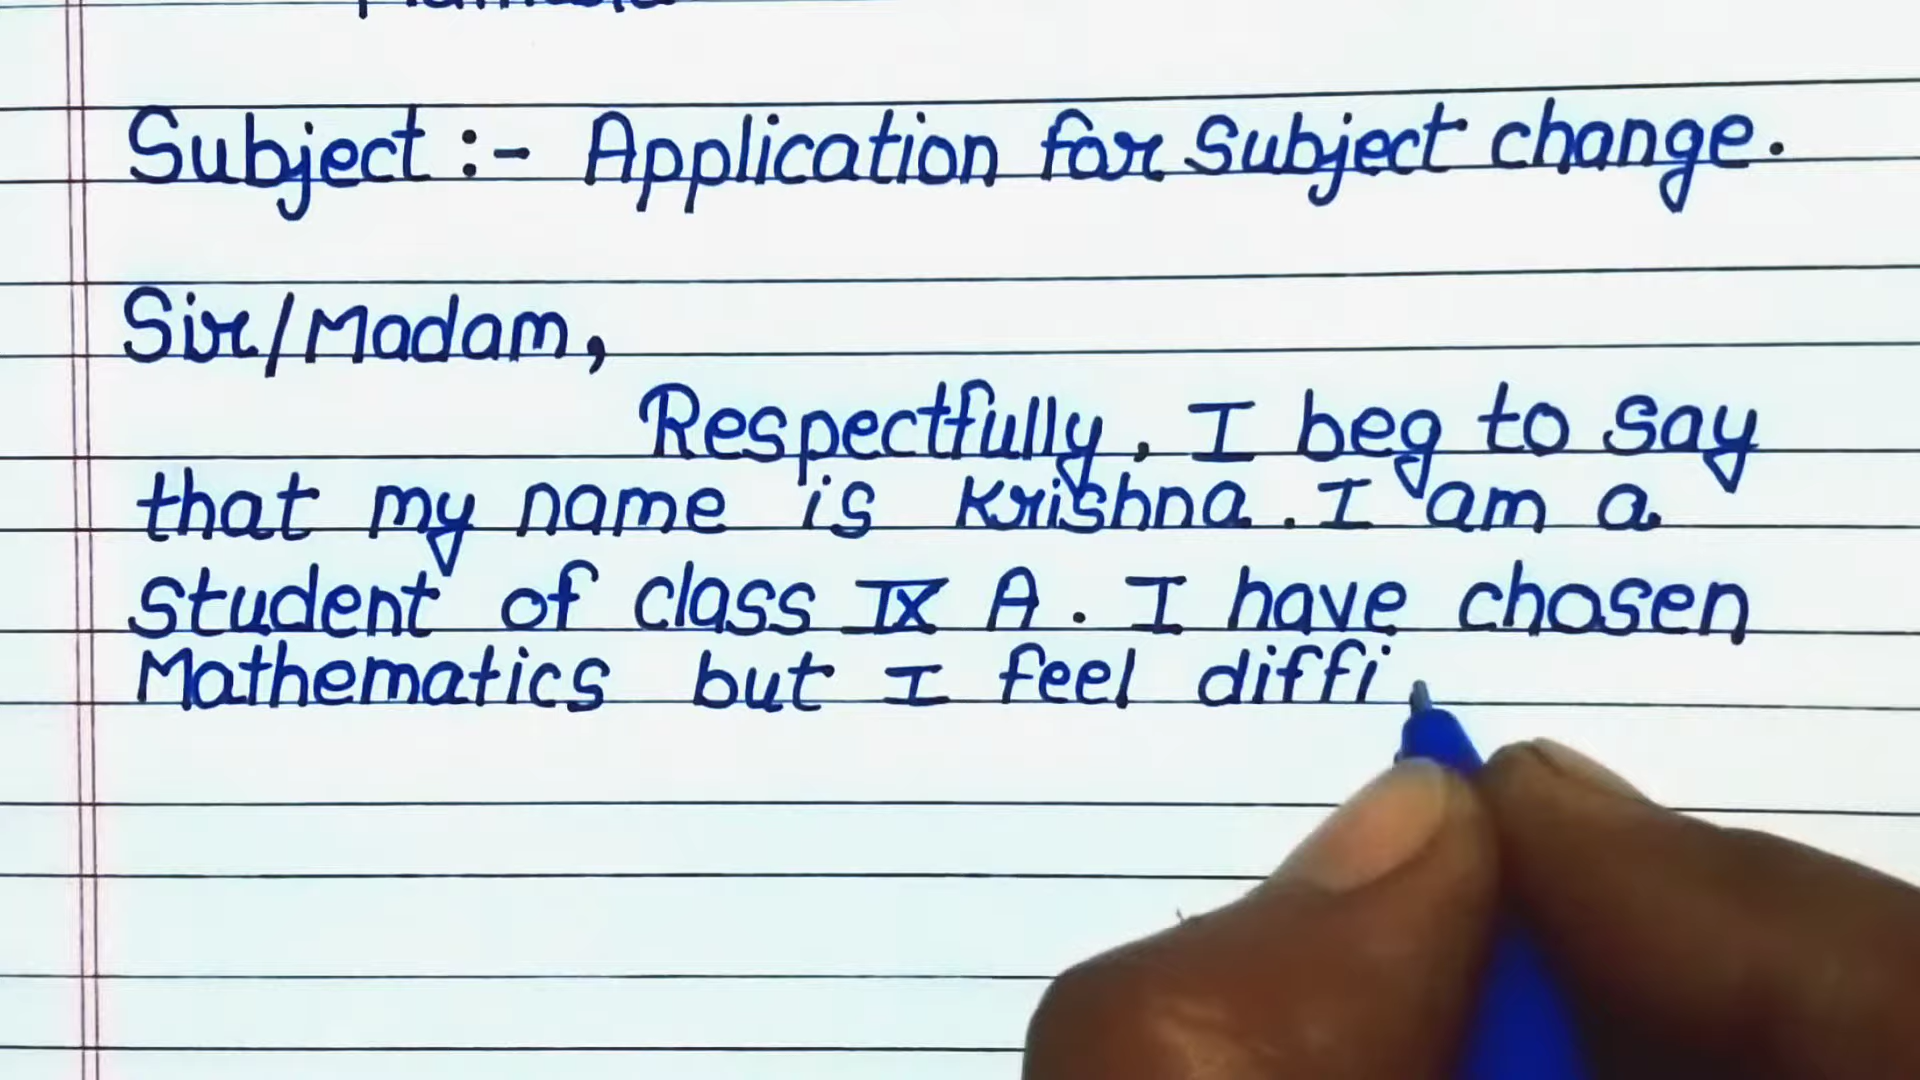 Subject :- Application for Subject change.
Sir/Madam,
Respectfully, I beg to say
that my name is Krishna. I am a
student of class IX A. I have chosen
Mathematics but I feel diffi